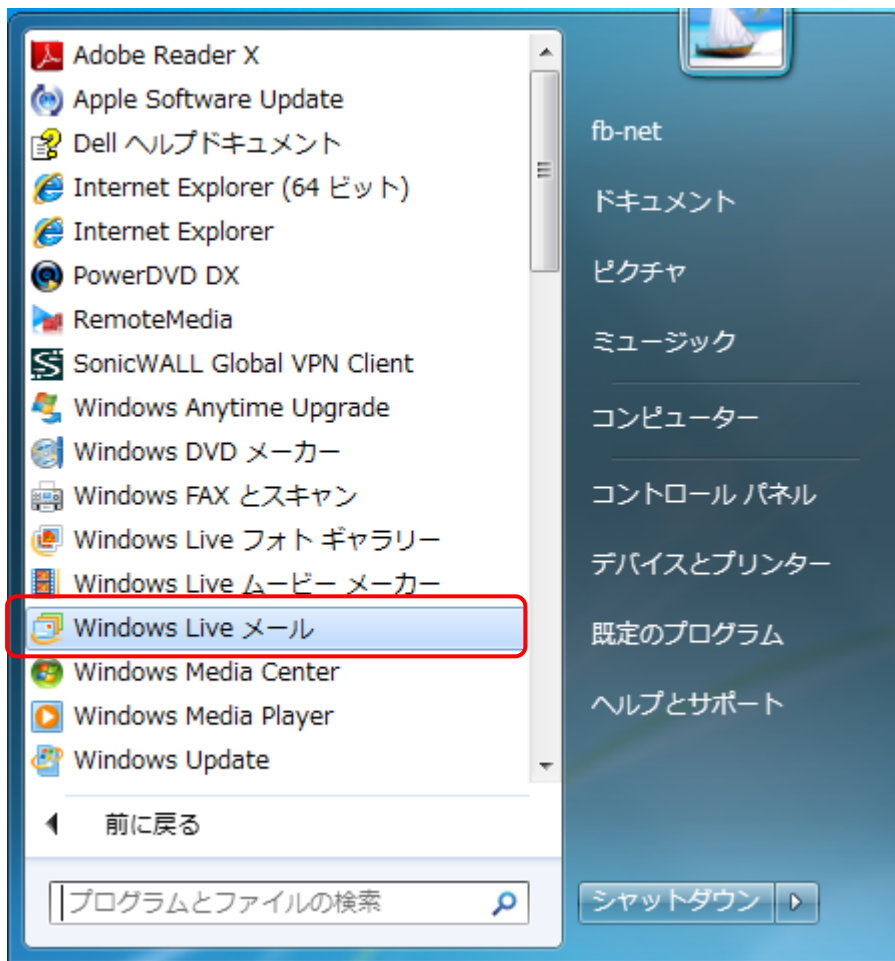 Adobe Reader X
Apple Software Update
Dell ヘルプドキュメント
Internet Explorer (64 ビット)
Internet Explorer
PowerDVD DX
RemoteMedia
SonicWALL Global VPN Client
Windows Anytime Upgrade
Windows DVD メーカー
Windows FAX とスキャン
Windows Live フォト ギャラリー
Windows Live ムービー メーカー
Windows Live メール
Windows Media Center
Windows Media Player
Windows Update
前に戻る
プログラムとファイルの検索
fb-net
ドキュメント
ピクチャ
ミュージック
コンピューター
コントロール パネル
デバイスとプリンター
既定のプログラム
ヘルプとサポート
シャットダウン